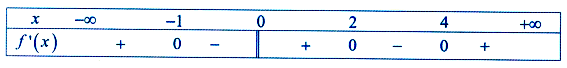 x −∞ −1 0 2 4 +∞
f'(x) + 0 − || + 0 − 0 +